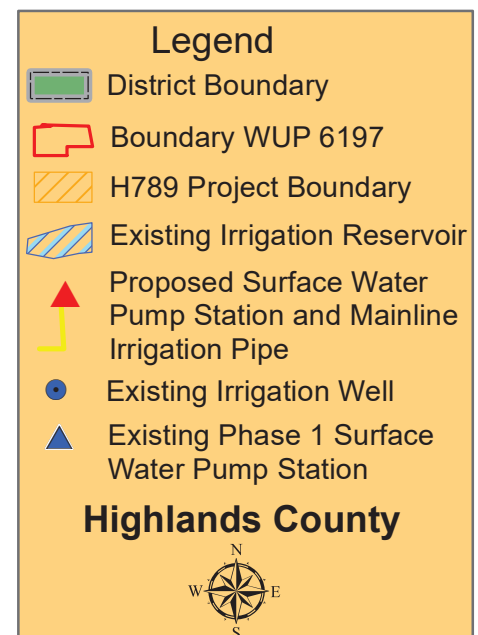 Legend
District Boundary
Boundary WUP 6197
H789 Project Boundary
Existing Irrigation Reservoir
Proposed Surface Water
Pump Station and Mainline
Irrigation Pipe
Existing Irrigation Well
Existing Phase 1 Surface
Water Pump Station
Highlands County
N
W E
S